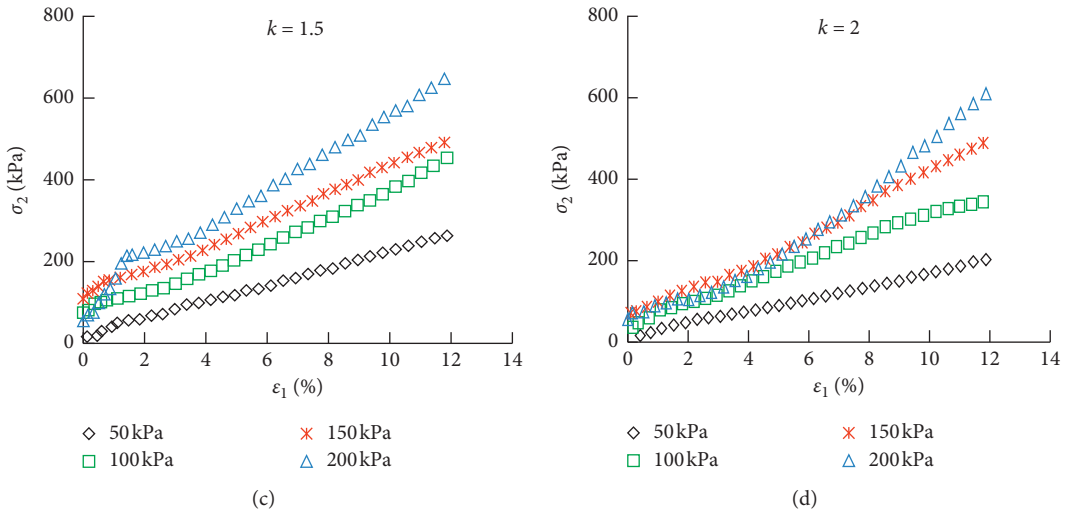 k = 1.5
800
600
400
200
0
σ2 (kPa)
0 2 4 6 8 10 12 14
ε1 (%)
50 kPa
100 kPa
150 kPa
200 kPa
(c)
k = 2
800
600
400
200
0
σ2 (kPa)
0 2 4 6 8 10 12 14
ε1 (%)
50 kPa
100 kPa
150 kPa
200 kPa
(d)